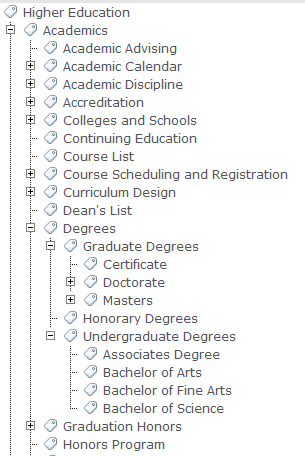 Higher Education
Academics
Academic Advising
Academic Calendar
Academic Discipline
Accreditation
Colleges and Schools
Continuing Education
Course List
Course Scheduling and Registration
Curriculum Design
Dean's List
Degrees
Graduate Degrees
Certificate
Doctorate
Masters
Honorary Degrees
Undergraduate Degrees
Associates Degree
Bachelor of Arts
Bachelor of Fine Arts
Bachelor of Science
Graduation Honors
Honors Program